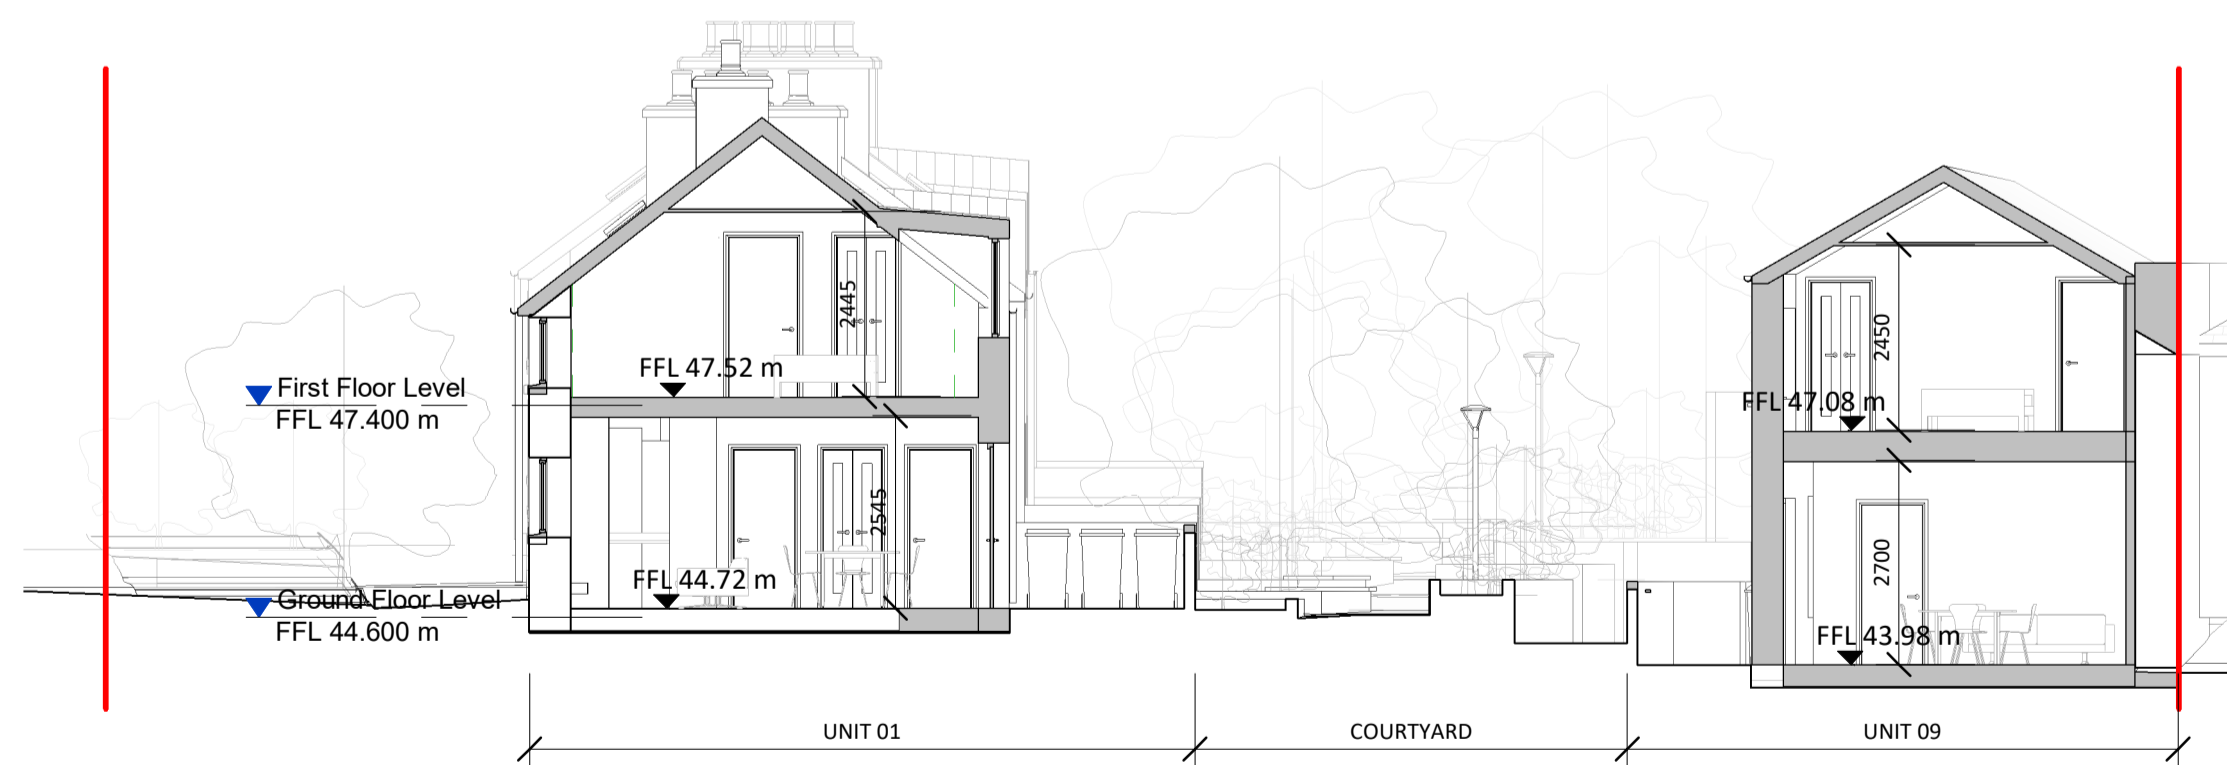 2445
FFL 47.52 m
First Floor Level
FFL 47.400 m
2450
FFL 47.08 m
2545
FFL 44.72 m
Ground Floor Level
FFL 44.600 m
2700
FFL 43.98 m
UNIT 01
COURTYARD
UNIT 09